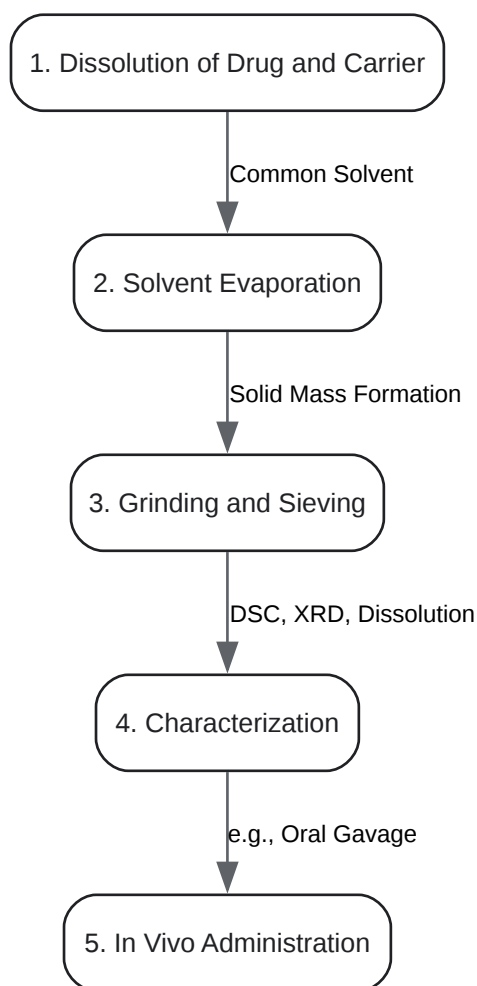 1. Dissolution of Drug and Carrier
Common Solvent
2. Solvent Evaporation
Solid Mass Formation
3. Grinding and Sieving
DSC, XRD, Dissolution
4. Characterization
e.g., Oral Gavage
5. In Vivo Administration